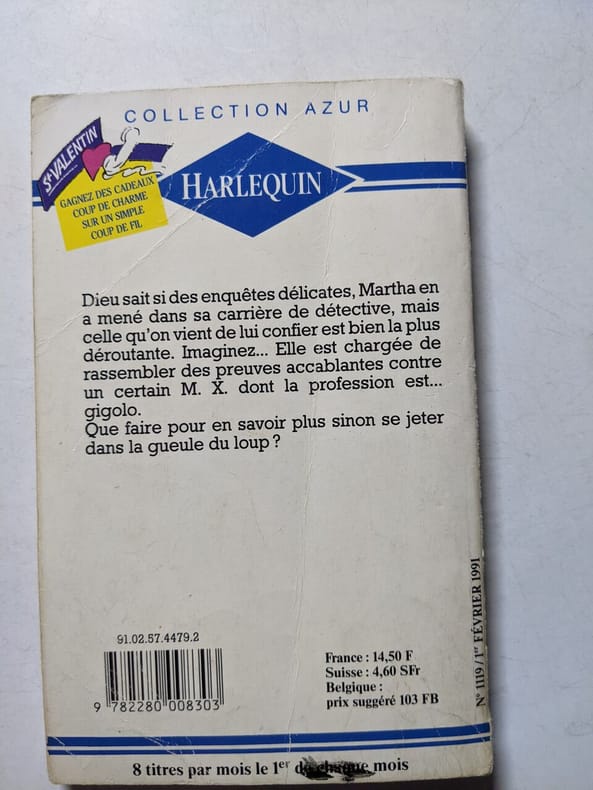 COLLECTION AZUR
St VALENTIN
GAGNEZ DES CADEAUX
COUP DE CHARME
SUR UN SIMPLE
COUP DE FIL
HARLEQUIN
Dieu sait si des enquêtes délicates, Martha en
a mené dans sa carrière de détective, mais
celle qu'on vient de lui confier est bien la plus
déroutante. Imaginez... Elle est chargée de
rassembler des preuves accablantes contre
un certain M. X. dont la profession est...
gigolo.
Que faire pour en savoir plus sinon se jeter
dans la gueule du loup ?
91.02.57.4479.2
9 782280 008303
France : 14,50 F
Suisse : 4,60 SFr
Belgique :
prix suggéré 103 FB
N° 1119 / 1er FÉVRIER 1991
8 titres par mois le 1er de chaque mois